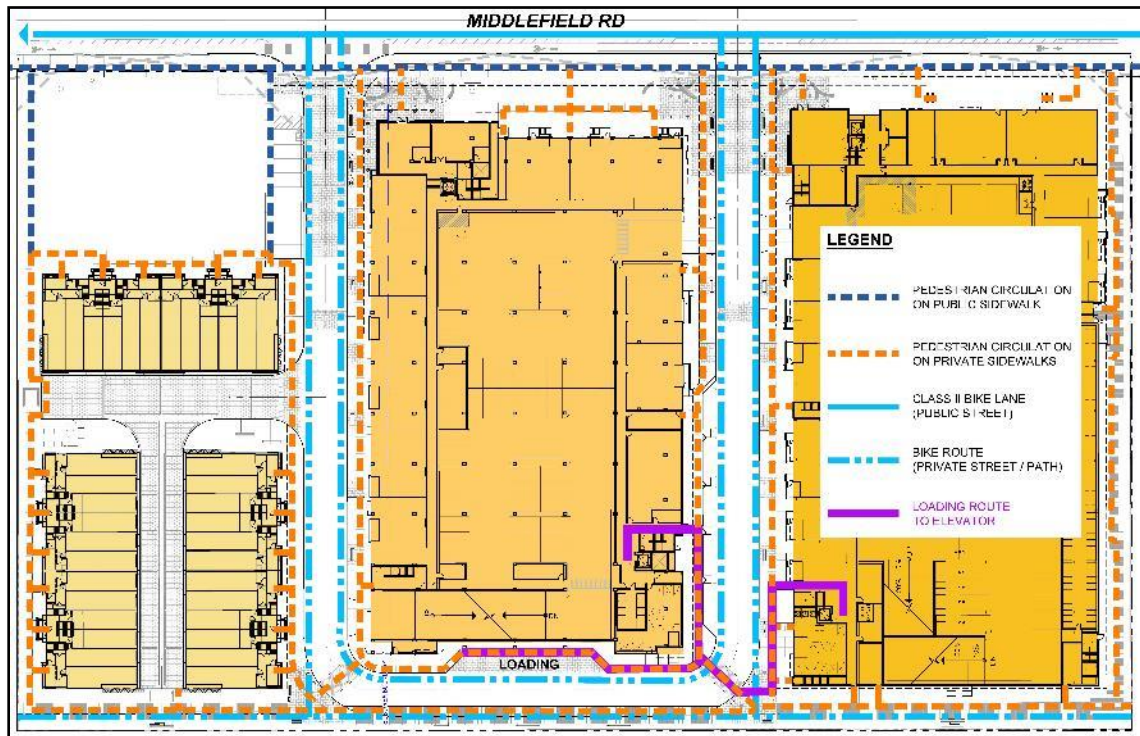 MIDDLEFIELD RD
LEGEND
PEDESTRIAN CIRCULATION
ON PUBLIC SIDEWALK
PEDESTRIAN CIRCULATION
ON PRIVATE SIDEWALKS
CLASS II BIKE LANE
(PUBLIC STREET)
BIKE ROUTE
(PRIVATE STREET / PATH)
LOADING ROUTE
TO ELEVATOR
LOADING